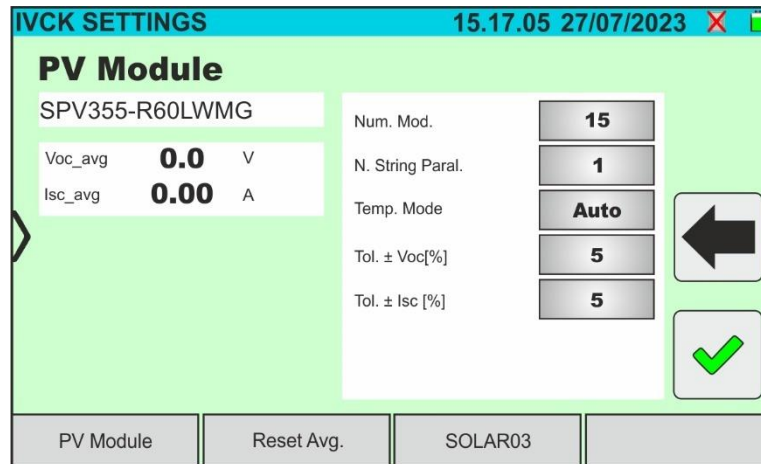 IVCK SETTINGS 15.17.05 27/07/2023
PV Module
SPV355-R60LWMG
Voc_avg 0.0 V
Isc_avg 0.00 A
Num. Mod. 15
N. String Paral. 1
Temp. Mode Auto
Tol. ± Voc[%] 5
Tol. ± Isc [%] 5
PV Module Reset Avg. SOLAR03